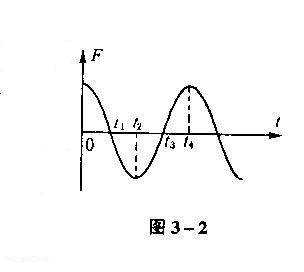 F
t₁ t₂ t
0 t₃ t₄
图 3-2